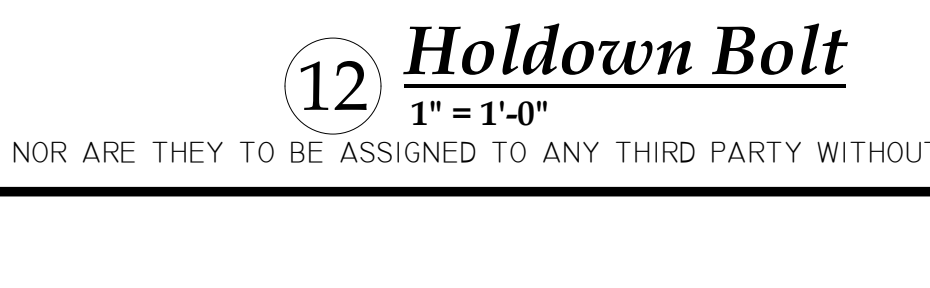 12
Holdown Bolt
1" = 1'-0"
NOR ARE THEY TO BE ASSIGNED TO ANY THIRD PARTY WITHOUT